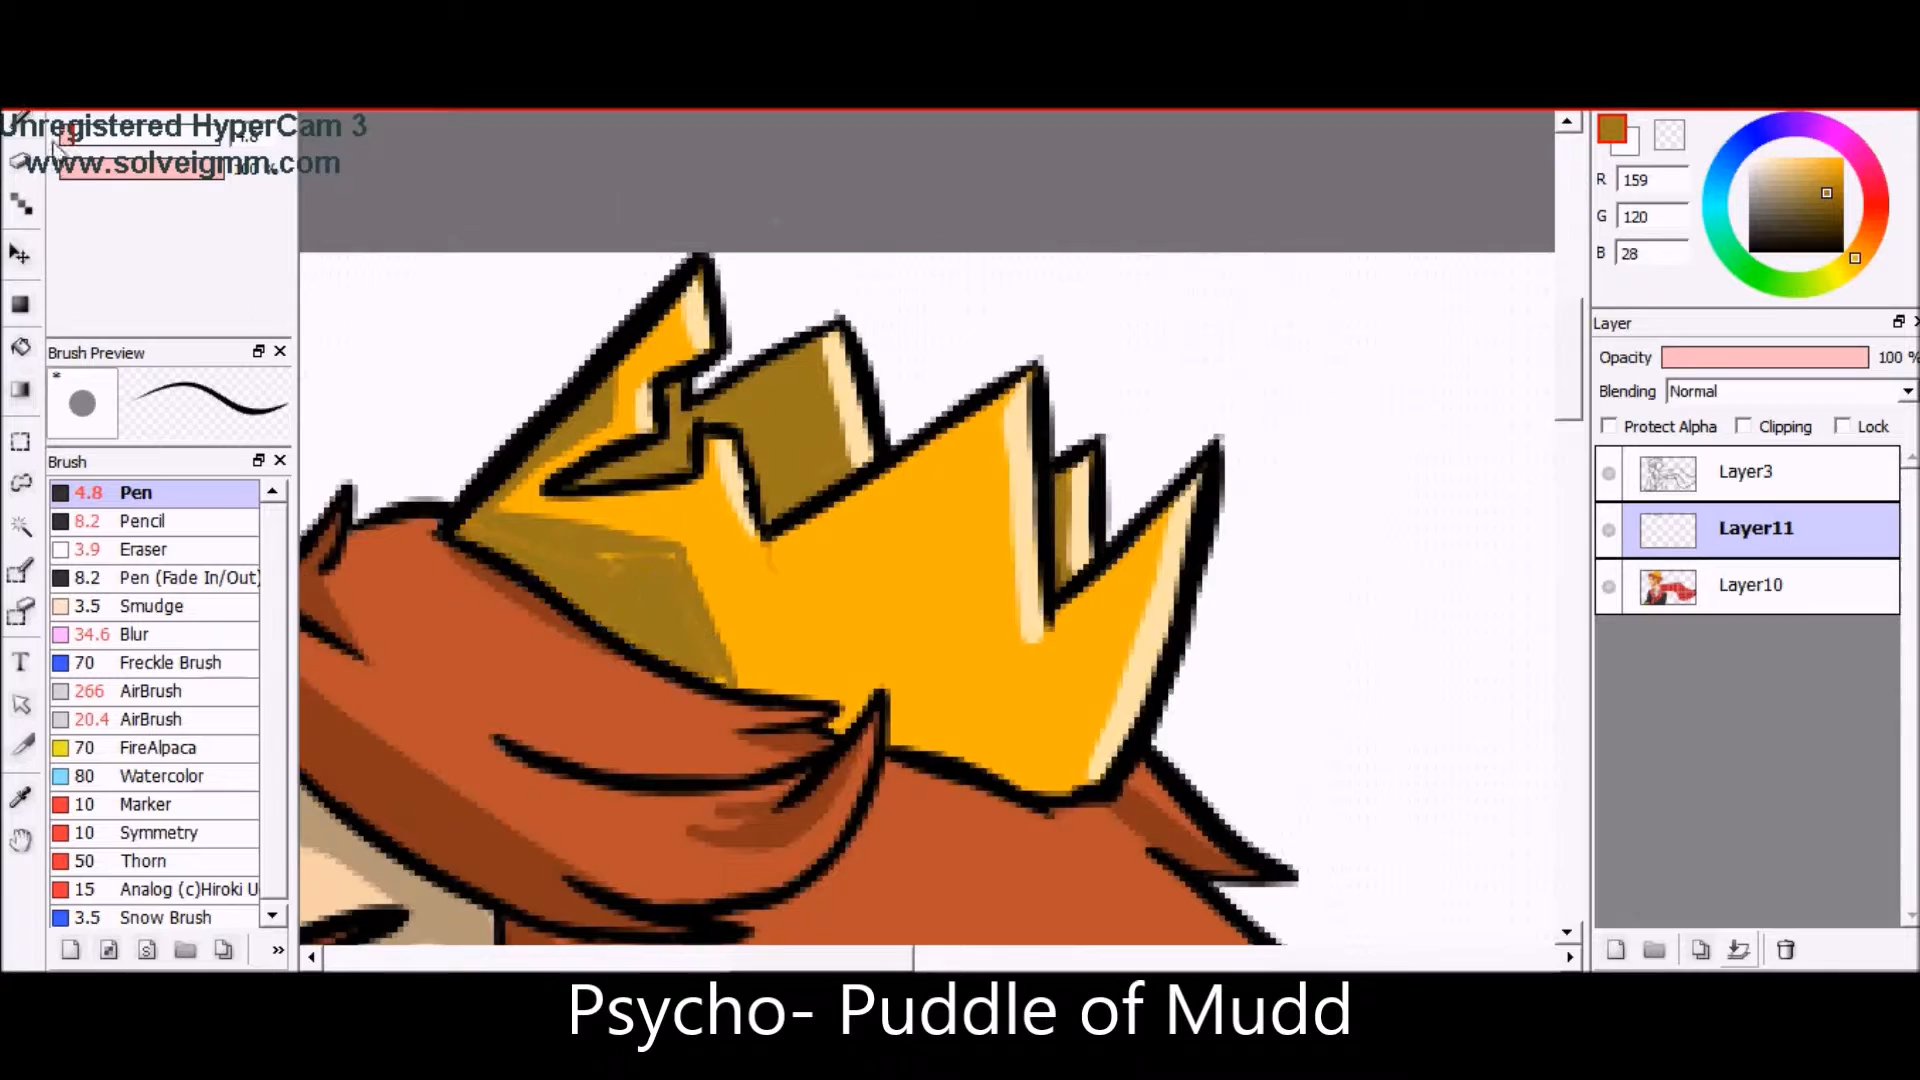 Unregistered HyperCam 3
4.8
www.solveigmm.com
100 %
R 159
G 120
B 28
Brush Preview
*
Layer
Opacity 100 %
Blending Normal
Protect Alpha Clipping Lock
Brush
4.8 Pen
8.2 Pencil
3.9 Eraser
8.2 Pen (Fade In/Out)
3.5 Smudge
34.6 Blur
70 Freckle Brush
266 AirBrush
20.4 AirBrush
70 FireAlpaca
80 Watercolor
10 Marker
10 Symmetry
50 Thorn
15 Analog (c)Hiroki U
3.5 Snow Brush
Layer3
Layer11
Layer10
T
S
»
Psycho- Puddle of Mudd